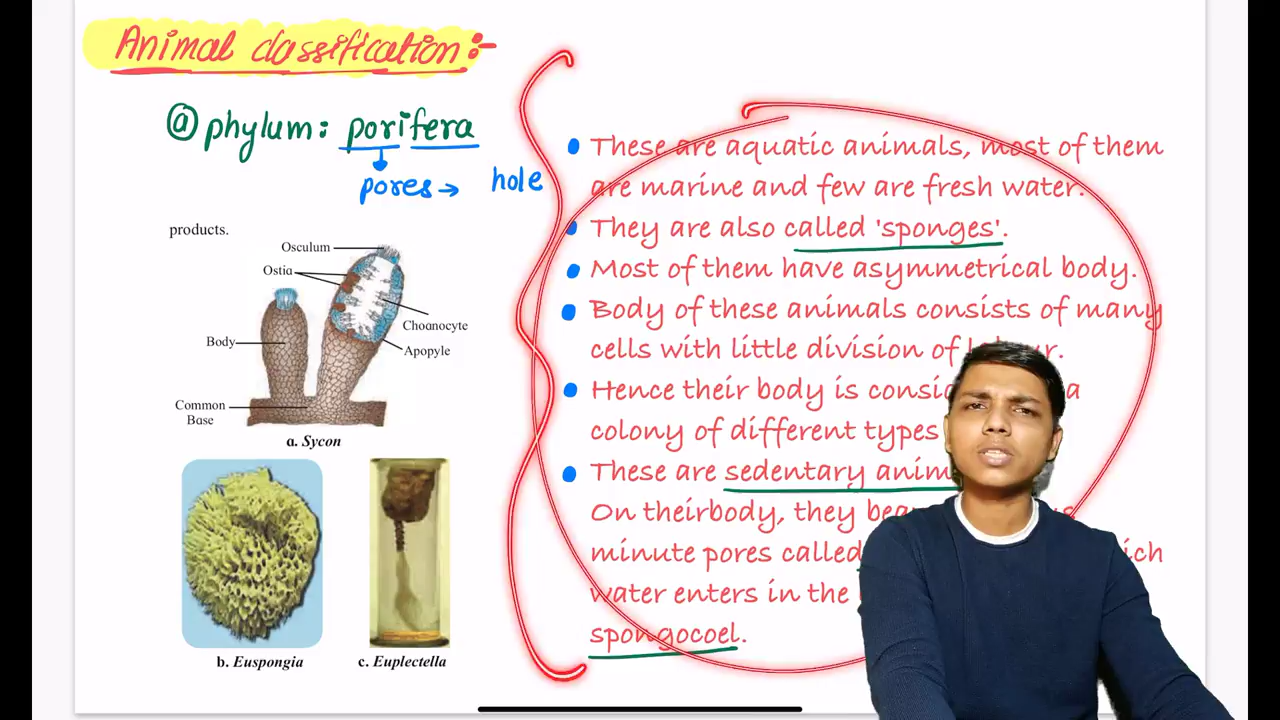 Animal classification:-
ⓐ phylum: porifera
pores → hole
products.
Osculum
Ostia
Choanocyte
Apopyle
Body
Common
Base
a. Sycon
b. Euspongia
c. Euplectella
These are aquatic animals, most of them
are marine and few are fresh water.
They are also called 'sponges'.
Most of them have asymmetrical body.
Body of these animals consists of many
cells with little division of
Hence their body is a
colony of different types
These are sedentary
On theirbody, they
minute pores called
water enters in the
spongocoel.